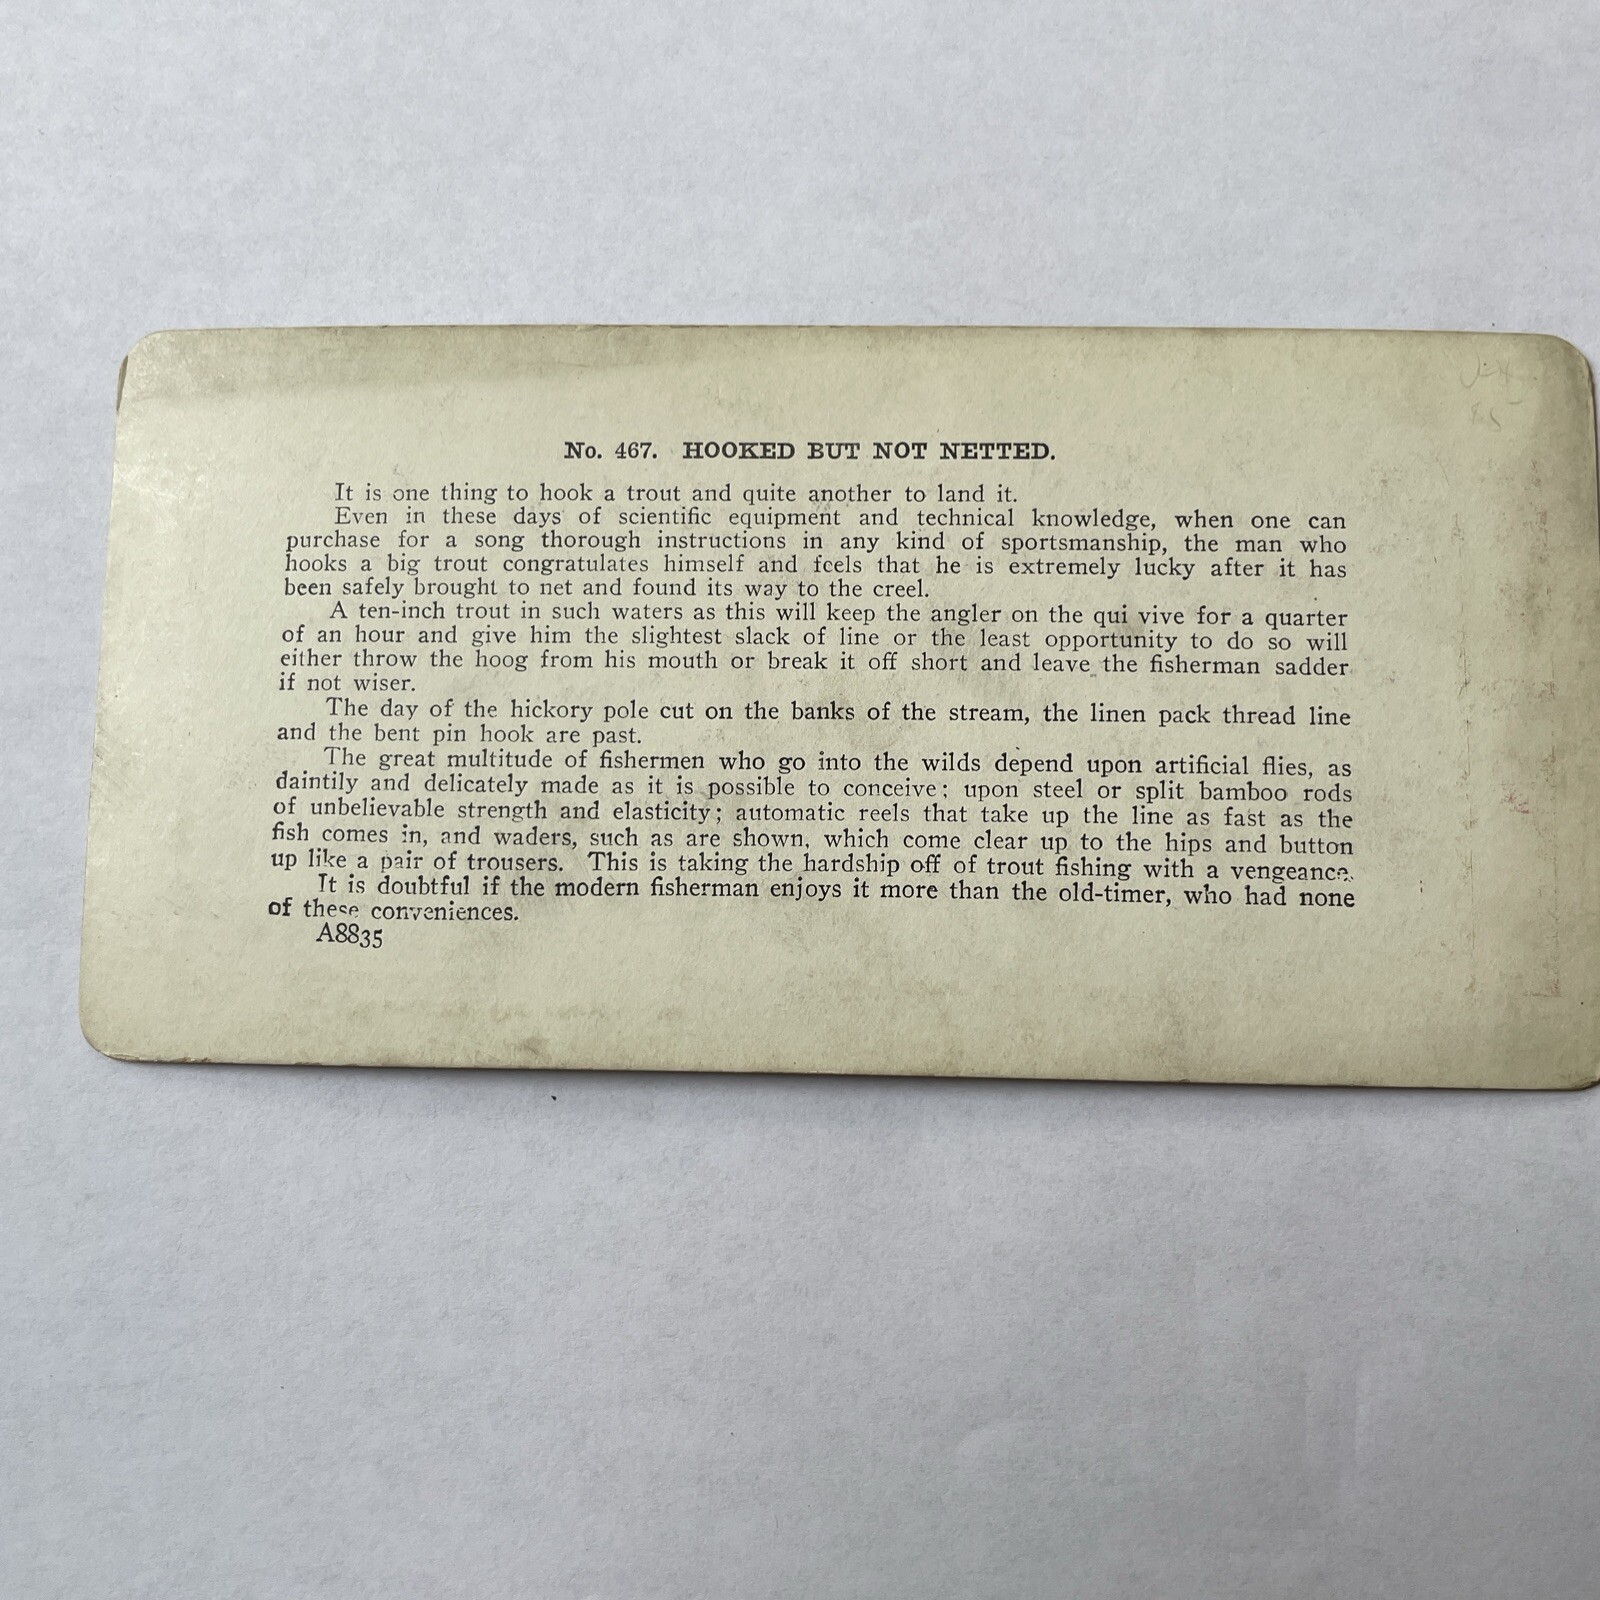 No. 467. HOOKED BUT NOT NETTED.
It is one thing to hook a trout and quite another to land it.
Even in these days of scientific equipment and technical knowledge, when one can
purchase for a song thorough instructions in any kind of sportsmanship, the man who
hooks a big trout congratulates himself and feels that he is extremely lucky after it has
been safely brought to net and found its way to the creel.
A ten-inch trout in such waters as this will keep the angler on the qui vive for a quarter
of an hour and give him the slightest slack of line or the least opportunity to do so will
either throw the hoog from his mouth or break it off short and leave the fisherman sadder
if not wiser.
The day of the hickory pole cut on the banks of the stream, the linen pack thread line
and the bent pin hook are past.
The great multitude of fishermen who go into the wilds depend upon artificial flies, as
daintily and delicately made as it is possible to conceive; upon steel or split bamboo rods
of unbelievable strength and elasticity; automatic reels that take up the line as fast as the
fish comes in, and waders, such as are shown, which come clear up to the hips and button
up like a pair of trousers. This is taking the hardship off of trout fishing with a vengeance.
It is doubtful if the modern fisherman enjoys it more than the old-timer, who had none
of these conveniences.
A8835